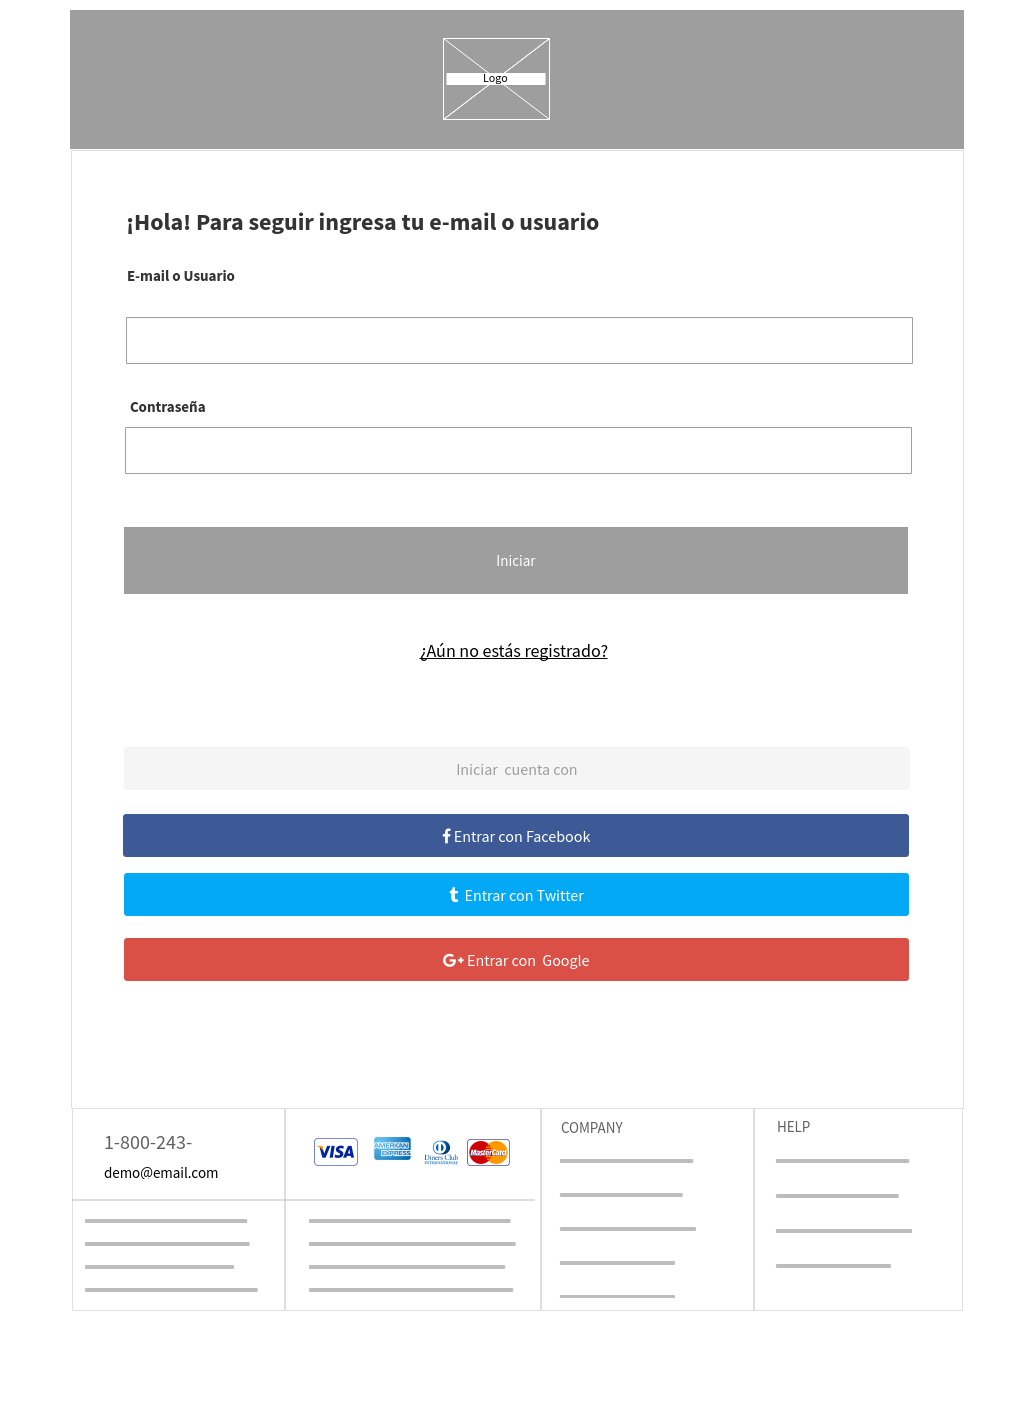 Logo
¡Hola! Para seguir ingresa tu e-mail o usuario
E-mail o Usuario
Contraseña
Iniciar
¿Aún no estás registrado?
Iniciar cuenta con
Entrar con Facebook
Entrar con Twitter
Entrar con Google
1-800-243-
demo@email.com
VISA
AMERICAN EXPRESS
Diners Club
INTERNATIONAL
MasterCard
COMPANY
HELP